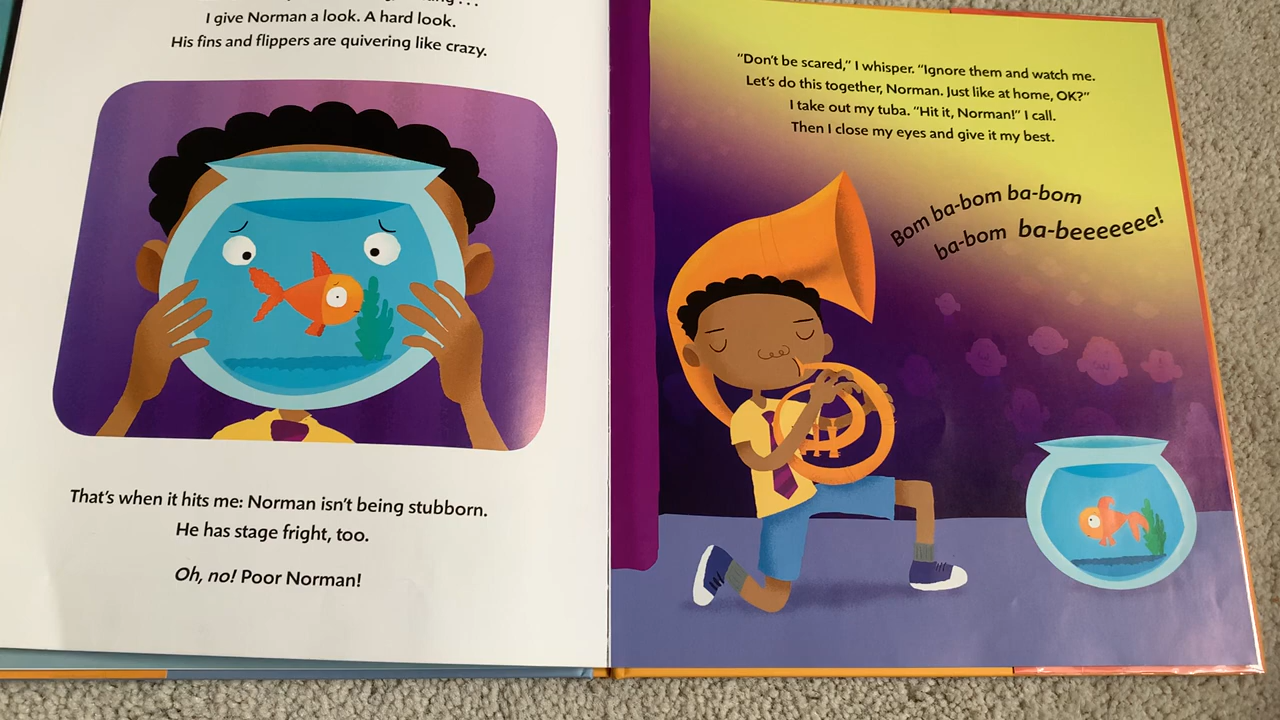 I give Norman a look. A hard look.
His fins and flippers are quivering like crazy.
That's when it hits me: Norman isn't being stubborn.
He has stage fright, too.
Oh, no! Poor Norman!
"Don't be scared," I whisper. "Ignore them and watch me.
Let's do this together, Norman. Just like at home, OK?"
I take out my tuba. "Hit it, Norman!" I call.
Then I close my eyes and give it my best.
Bom ba-bom ba-bom
ba-bom ba-beeeeeee!